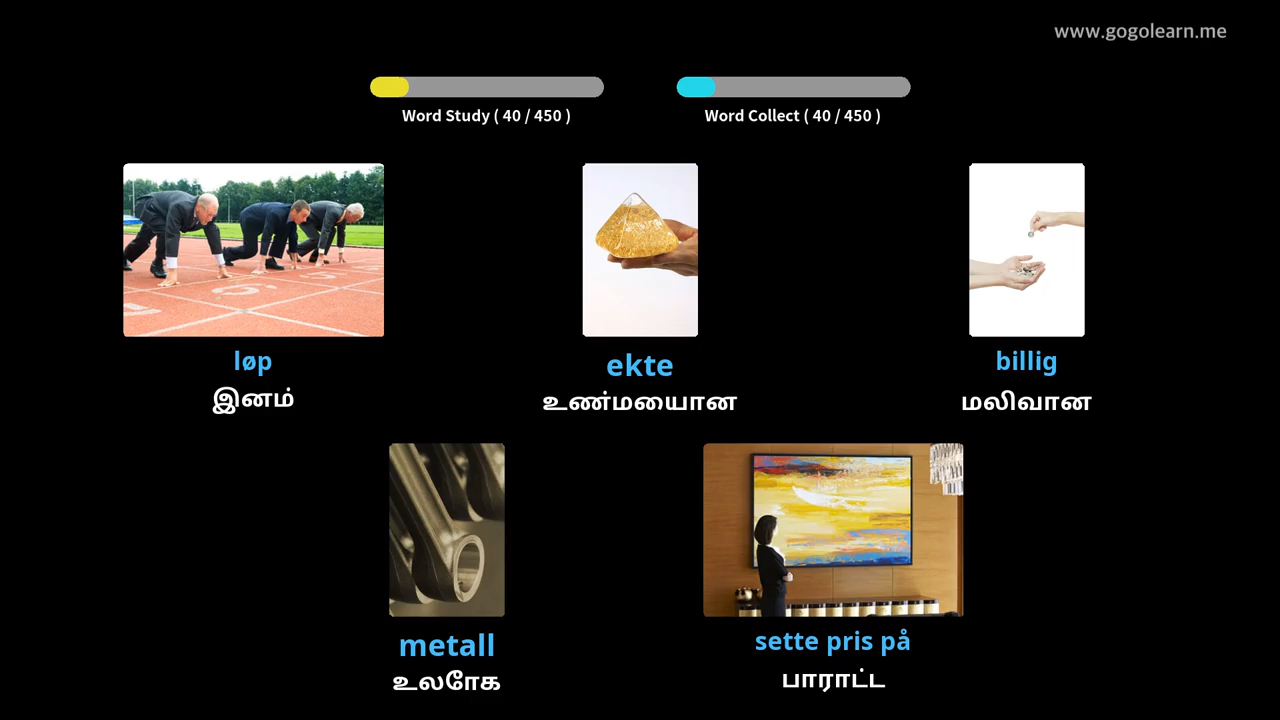 www.gogolearn.me
Word Study ( 40 / 450 )
Word Collect ( 40 / 450 )
løp
இனம்
ekte
உண்மையான
billig
மலிவான
metall
உலோக
sette pris på
பாராட்ட